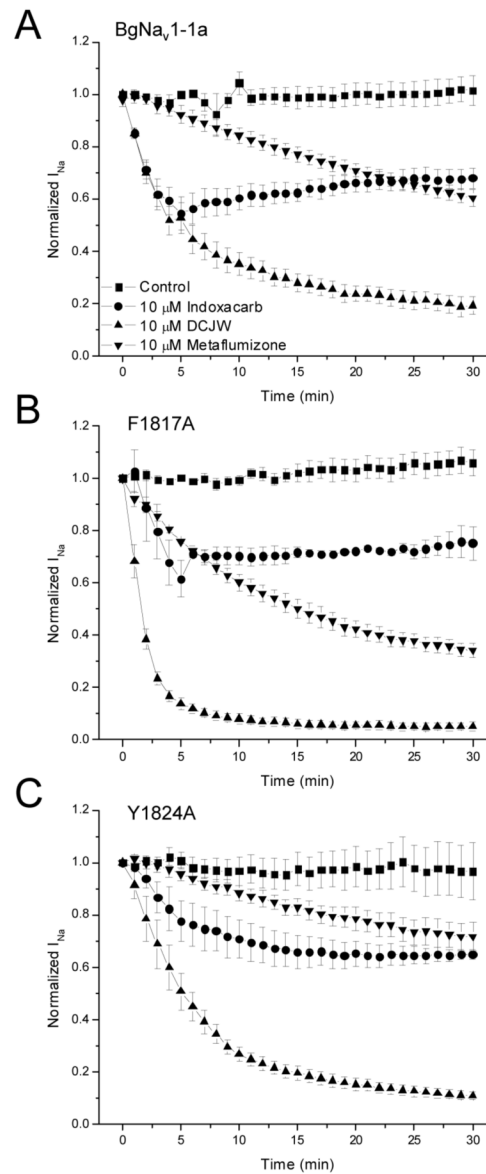 A
BgNaᵥ1-1a
1.2
1.0
0.8
0.6
0.4
0.2
0.0
Normalized I_Na
Control
10 μM Indoxacarb
10 μM DCJW
10 μM Metaflumizone
0 5 10 15 20 25 30
Time (min)
B
F1817A
1.2
1.0
0.8
0.6
0.4
0.2
0.0
Normalized I_Na
0 5 10 15 20 25 30
Time (min)
C
Y1824A
1.2
1.0
0.8
0.6
0.4
0.2
0.0
Normalized I_Na
0 5 10 15 20 25 30
Time (min)